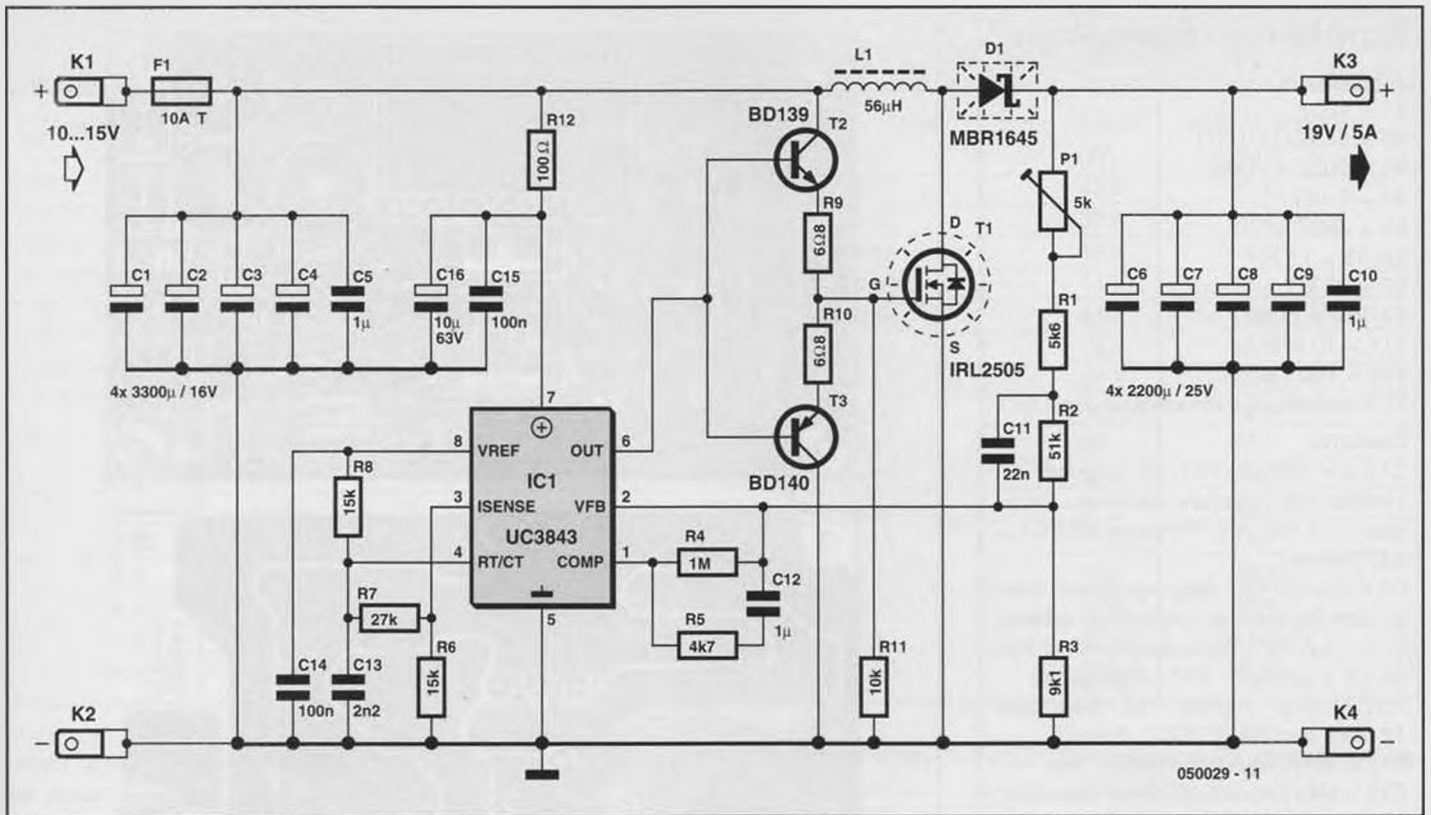 K1
F1
+
10A T
10...15V
L1
56µH
D1
MBR1645
K3
+
19V / 5A
R12
100Ω
BD139
T2
P1
5k
R9
6Ω8
D
T1
G
S
IRL2505
R10
6Ω8
T3
BD140
C1
C2
C3
C4
C5
1µ
C16
10µ
63V
C15
100n
4x 3300µ / 16V
R1
5k6
C6
C7
C8
C9
C10
1µ
4x 2200µ / 25V
C11
22n
R2
51k
7
8
VREF
OUT
6
IC1
3
ISENSE
VFB
2
UC3843
4
RT/CT
COMP
1
5
R8
15k
R7
27k
R4
1M
C12
1µ
R5
4k7
C14
100n
C13
2n2
R6
15k
R11
10k
R3
9k1
K2
–
K4
–
050029 - 11